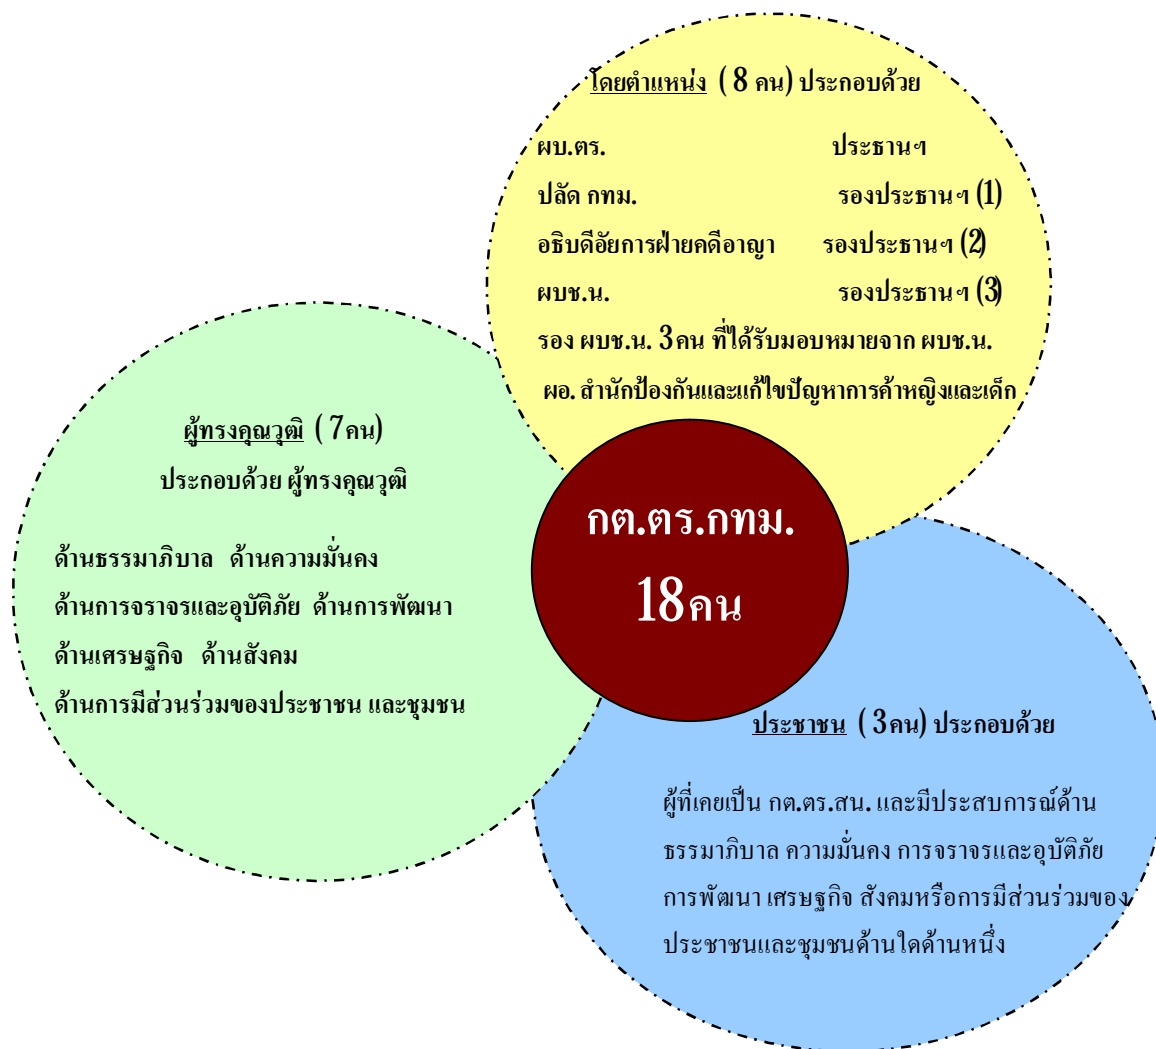 โดยตำแหน่ง ( 8 คน) ประกอบด้วย
ผบ.ตร. ประธานฯ
ปลัด กทม. รองประธานฯ (1)
อธิบดีอัยการฝ่ายคดีอาญา รองประธานฯ (2)
ผบช.น. รองประธานฯ (3)
รอง ผบช.น. 3 คน ที่ได้รับมอบหมายจาก ผบช.น.
ผอ. สำนักป้องกันและแก้ไขปัญหาการค้าหญิงและเด็ก
ผู้ทรงคุณวุฒิ ( 7คน)
ประกอบด้วย ผู้ทรงคุณวุฒิ
ด้านธรรมาภิบาล ด้านความมั่นคง
ด้านการจราจรและอุบัติภัย ด้านการพัฒนา
ด้านเศรษฐกิจ ด้านสังคม
ด้านการมีส่วนร่วมของประชาชน และชุมชน
กต.ตร.กทม.
18คน
ประชาชน ( 3คน) ประกอบด้วย
ผู้ที่เคยเป็น กต.ตร.สน. และมีประสบการณ์ด้าน
ธรรมาภิบาล ความมั่นคง การจราจรและอุบัติภัย
การพัฒนา เศรษฐกิจ สังคมหรือการมีส่วนร่วมของ
ประชาชนและชุมชนด้านใดด้านหนึ่ง